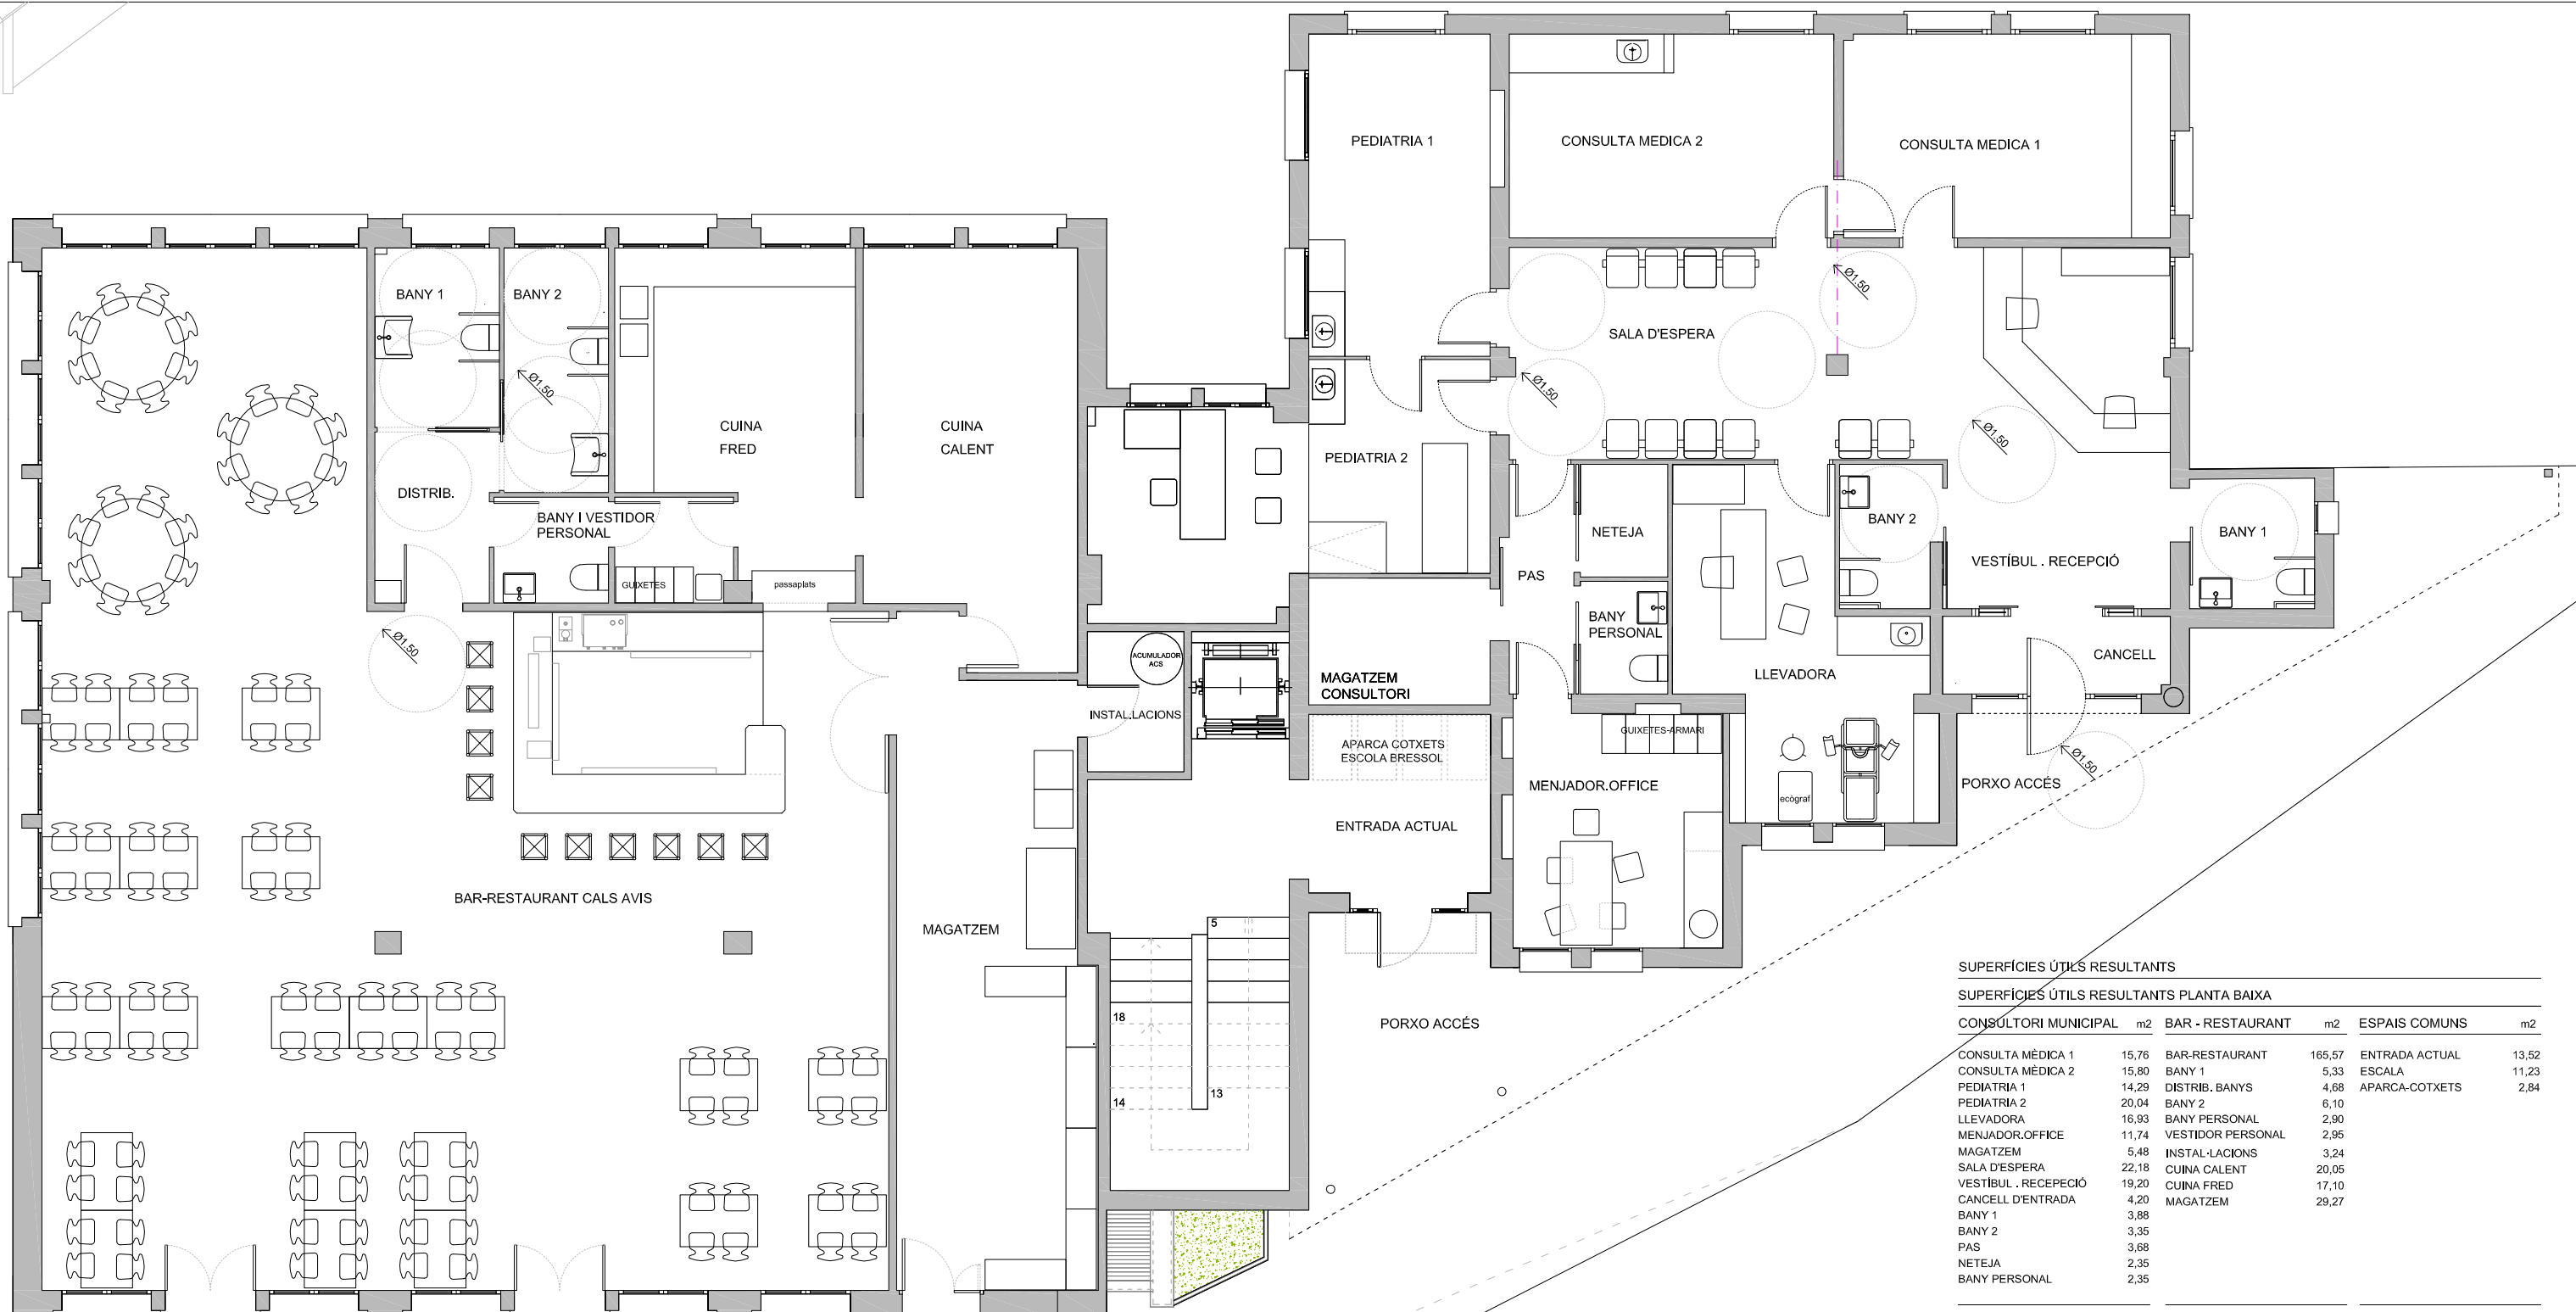 PEDIATRIA 1
CONSULTA MEDICA 2
CONSULTA MEDICA 1
BANY 1
BANY 2
Ø1.50
CUINA
FRED
CUINA
CALENT
DISTRIB.
BANY I VESTIDOR
PERSONAL
GUIXETES
passaplats
Ø1.50
SALA D'ESPERA
Ø1.50
Ø1.50
Ø1.50
PEDIATRIA 2
NETEJA
PAS
BANY
PERSONAL
BANY 2
VESTÍBUL . RECEPCIÓ
BANY 1
CANCELL
LLEVADORA
ACUMULADOR
ACS
INSTAL.LACIONS
MAGATZEM
CONSULTORI
APARCA COTXETS
ESCOLA BRESSOL
GUIXETES-ARMARI
MENJADOR.OFFICE
ecògraf
Ø1.50
PORXO ACCÉS
ENTRADA ACTUAL
BAR-RESTAURANT CALS AVIS
MAGATZEM
5
18
14
13
PORXO ACCÉS
SUPERFÍCIES ÚTILS RESULTANTS
SUPERFÍCIES ÚTILS RESULTANTS PLANTA BAIXA
CONSULTORI MUNICIPAL m2 BAR - RESTAURANT m2 ESPAIS COMUNS m2
CONSULTA MÈDICA 1 15,76 BAR-RESTAURANT 165,57 ENTRADA ACTUAL 13,52
CONSULTA MÈDICA 2 15,80 BANY 1 5,33 ESCALA 11,23
PEDIATRIA 1 14,29 DISTRIB. BANYS 4,68 APARCA-COTXETS 2,84
PEDIATRIA 2 20,04 BANY 2 6,10
LLEVADORA 16,93 BANY PERSONAL 2,90
MENJADOR.OFFICE 11,74 VESTIDOR PERSONAL 2,95
MAGATZEM 5,48 INSTAL·LACIONS 3,24
SALA D'ESPERA 22,18 CUINA CALENT 20,05
VESTÍBUL . RECEPECIÓ 19,20 CUINA FRED 17,10
CANCELL D'ENTRADA 4,20 MAGATZEM 29,27
BANY 1 3,88
BANY 2 3,35
PAS 3,68
NETEJA 2,35
BANY PERSONAL 2,35